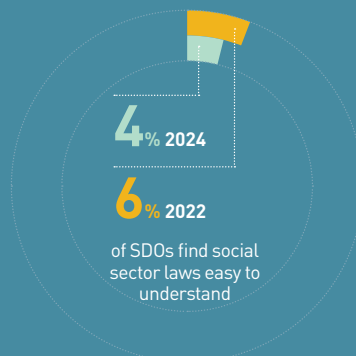 4% 2024
6% 2022
of SDOs find social
sector laws easy to
understand